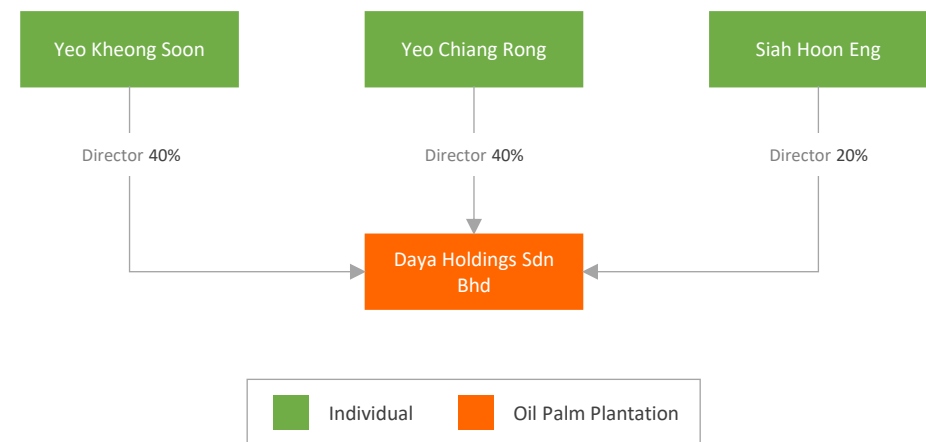 Yeo Kheong Soon
Yeo Chiang Rong
Siah Hoon Eng
Director 40%
Director 40%
Director 20%
Daya Holdings Sdn
Bhd
Individual
Oil Palm Plantation